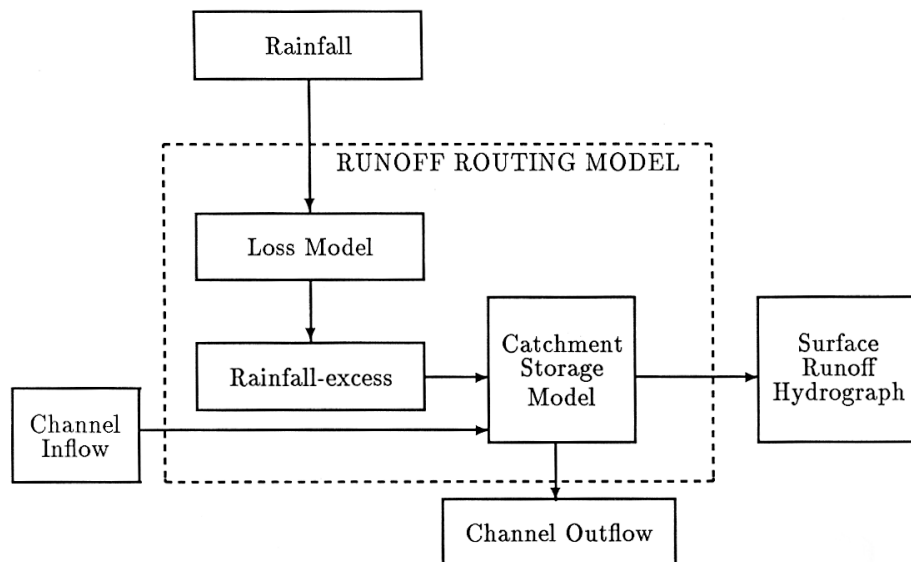 Rainfall
RUNOFF ROUTING MODEL
Loss Model
Rainfall-excess
Catchment
Storage
Model
Surface
Runoff
Hydrograph
Channel
Inflow
Channel Outflow